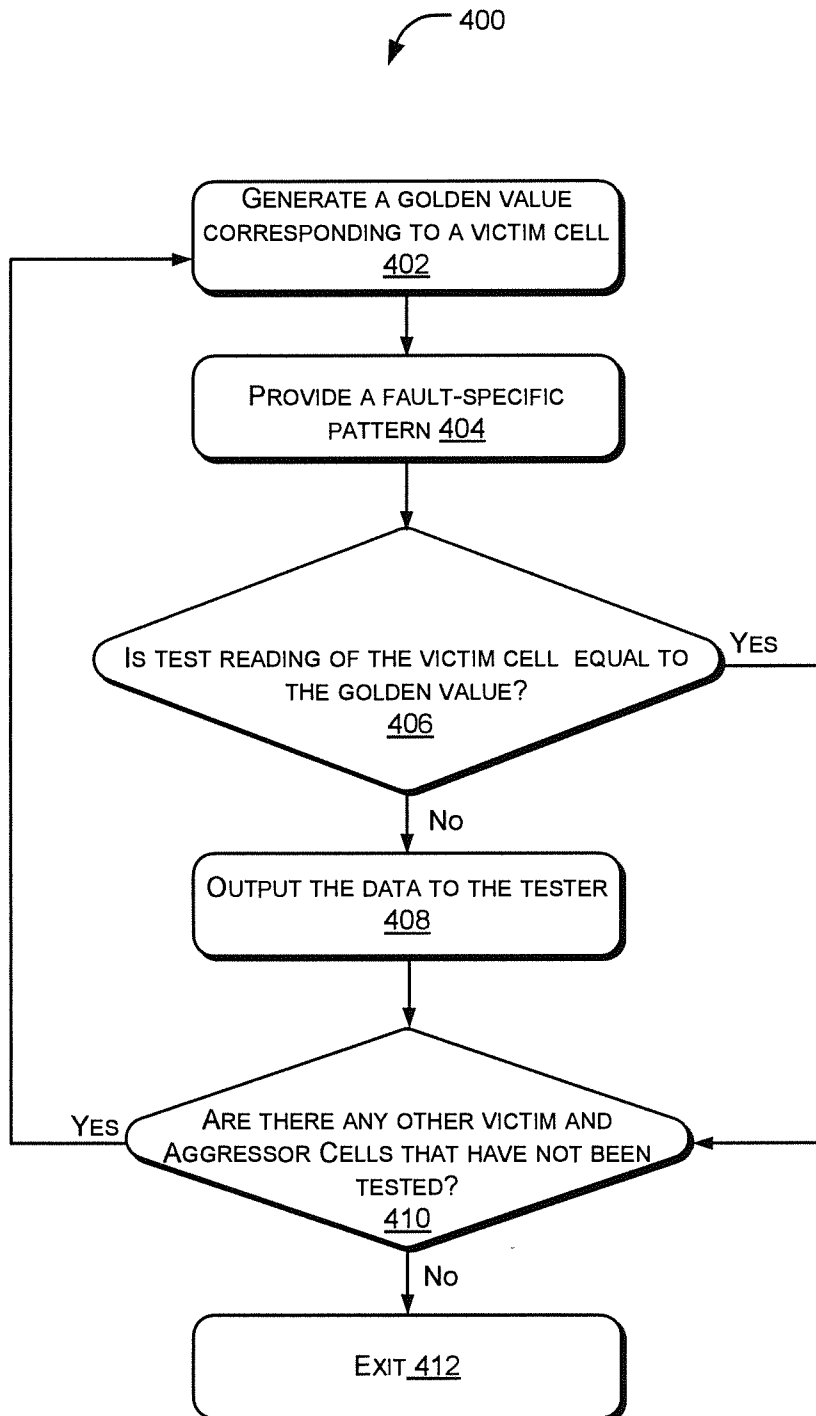 400
GENERATE A GOLDEN VALUE
CORRESPONDING TO A VICTIM CELL
402
PROVIDE A FAULT-SPECIFIC
PATTERN 404
IS TEST READING OF THE VICTIM CELL EQUAL TO
THE GOLDEN VALUE?
406
YES
NO
OUTPUT THE DATA TO THE TESTER
408
YES
ARE THERE ANY OTHER VICTIM AND
AGGRESSOR CELLS THAT HAVE NOT BEEN
TESTED?
410
NO
EXIT 412